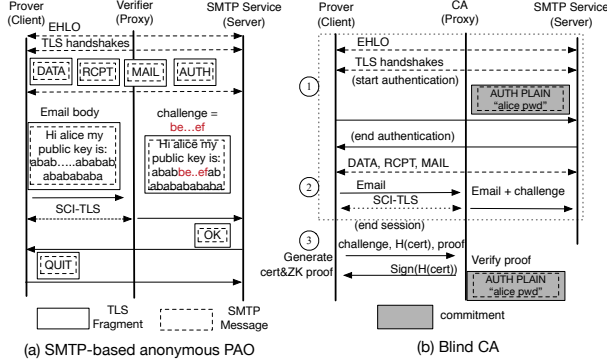 Prover
(Client)
Verifier
(Proxy)
SMTP Service
(Server)
EHLO
TLS handshakes
DATA
RCPT
MAIL
AUTH
Email body
Hi alice my
public key is:
abab.....ababab
ababababa
challenge =
be...ef
Hi alice my
public key is:
ababbe..efab
abababababa
SCI-TLS
OK
QUIT
TLS
Fragment
SMTP
Message
(a) SMTP-based anonymous PAO
Prover
(Client)
CA
(Proxy)
SMTP Service
(Server)
EHLO
TLS handshakes
1
(start authentication)
AUTH PLAIN
“alice pwd”
(end authentication)
DATA, RCPT, MAIL
2
Email
SCI-TLS
Email + challenge
(end session)
3
Generate
cert&ZK proof
challenge, H(cert), proof
Sign(H(cert))
Verify proof
AUTH PLAIN
“alice pwd”
commitment
(b) Blind CA